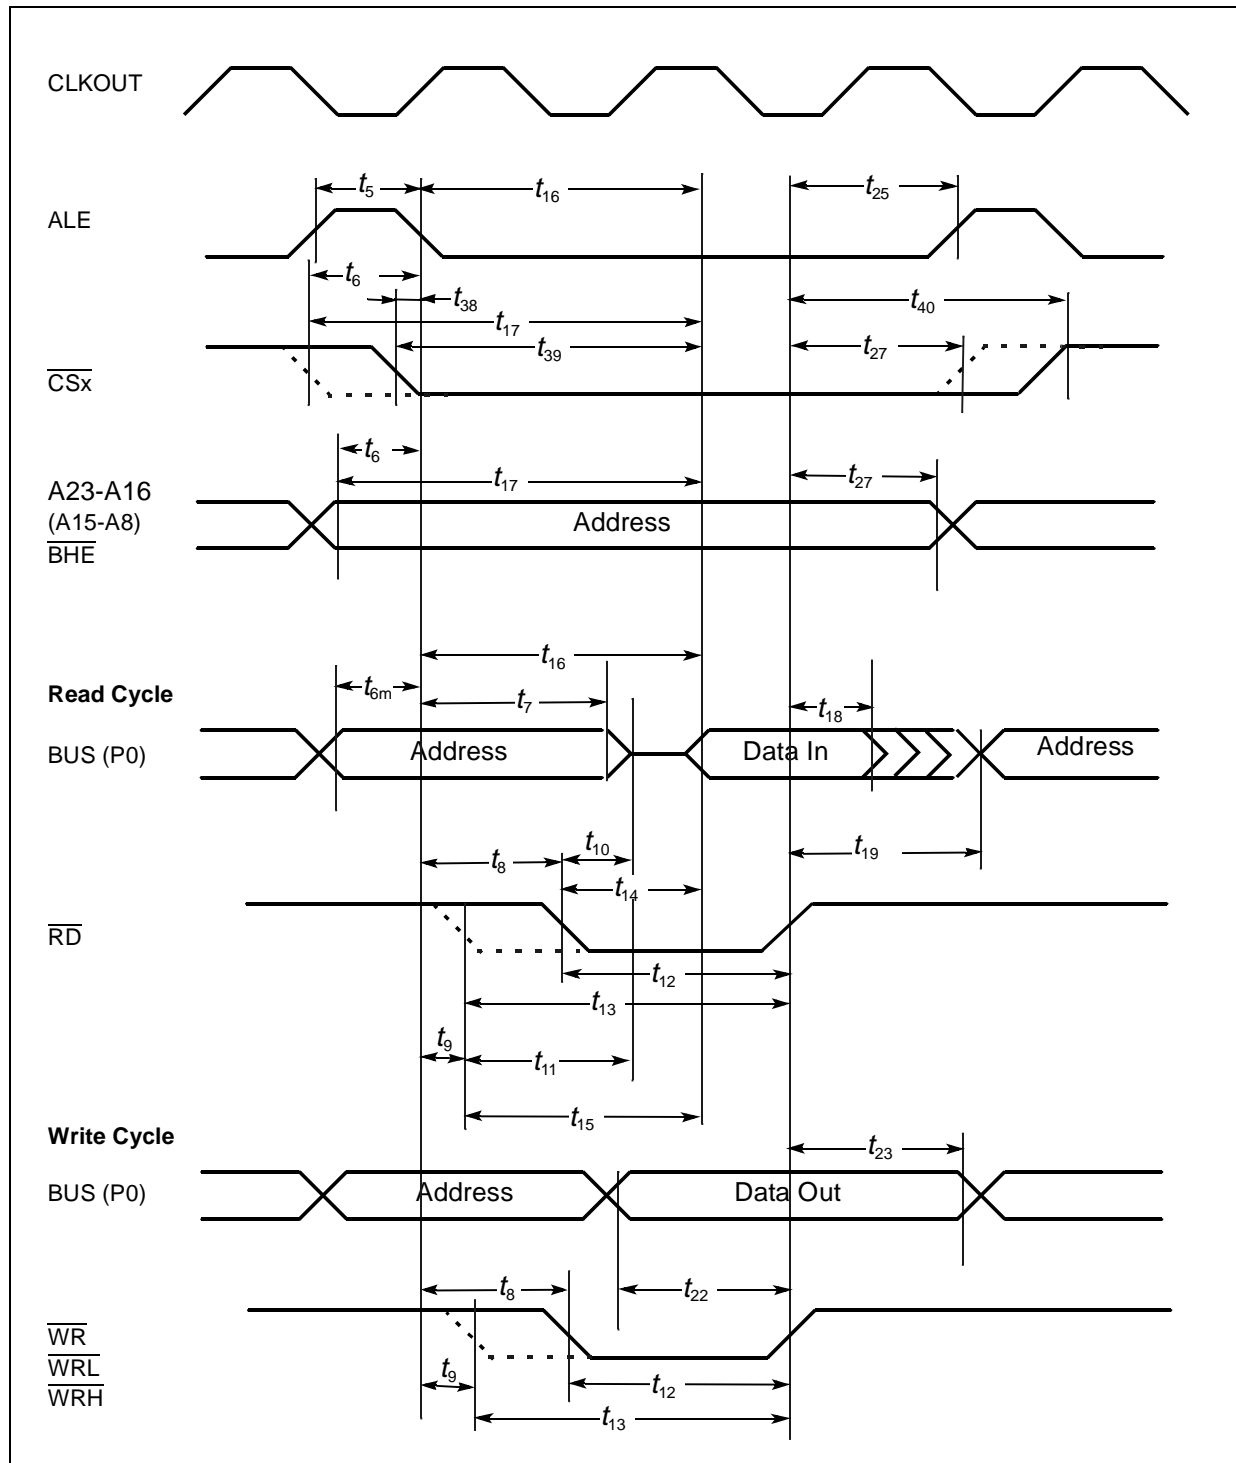 CLKOUT
t5
t16
t25
ALE
t6
t38
t40
t17
t39
t27
CSx
t6
t17
t27
A23-A16
(A15-A8)
Address
BHE
t16
Read Cycle
t6m
t7
t18
BUS (P0)
Address
Data In
Address
t8
t10
t19
t14
RD
t12
t13
t9
t11
t15
Write Cycle
t23
BUS (P0)
Address
Data Out
t8
t22
WR
WRL
t9
t12
WRH
t13